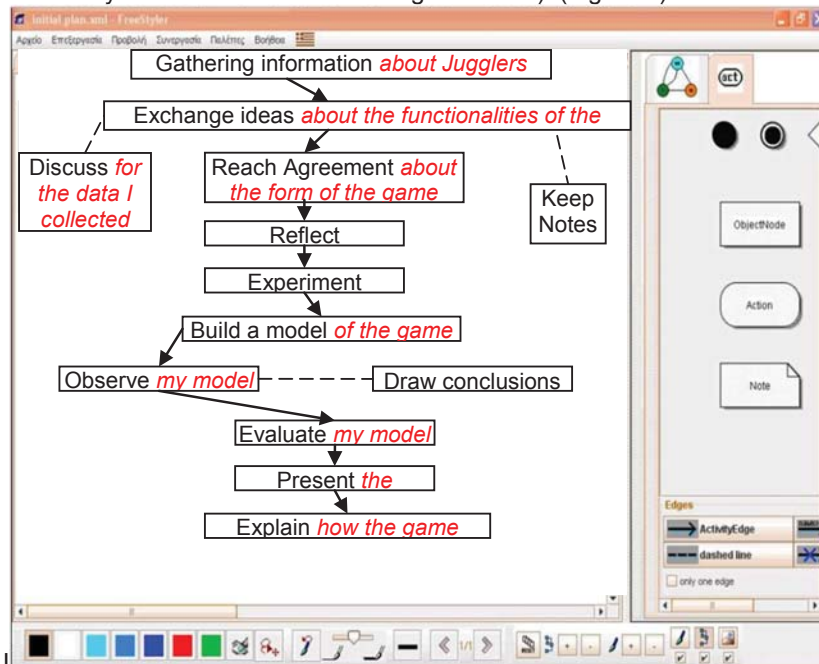 initial plan.xml - FreeStyler
Αρχείο Επεξεργασία Προβολή Συνεργασία Παλέττες Βοήθεια
Gathering information about Jugglers
Exchange ideas about the functionalities of the
Discuss for
the data I
collected
Reach Agreement about
the form of the game
Keep
Notes
Reflect
Experiment
Build a model of the game
Observe my model
Draw conclusions
Evaluate my model
Present the
Explain how the game
act
ObjectNode
Action
Note
Edges
ActivityEdge
dashed line
only one edge
1/1